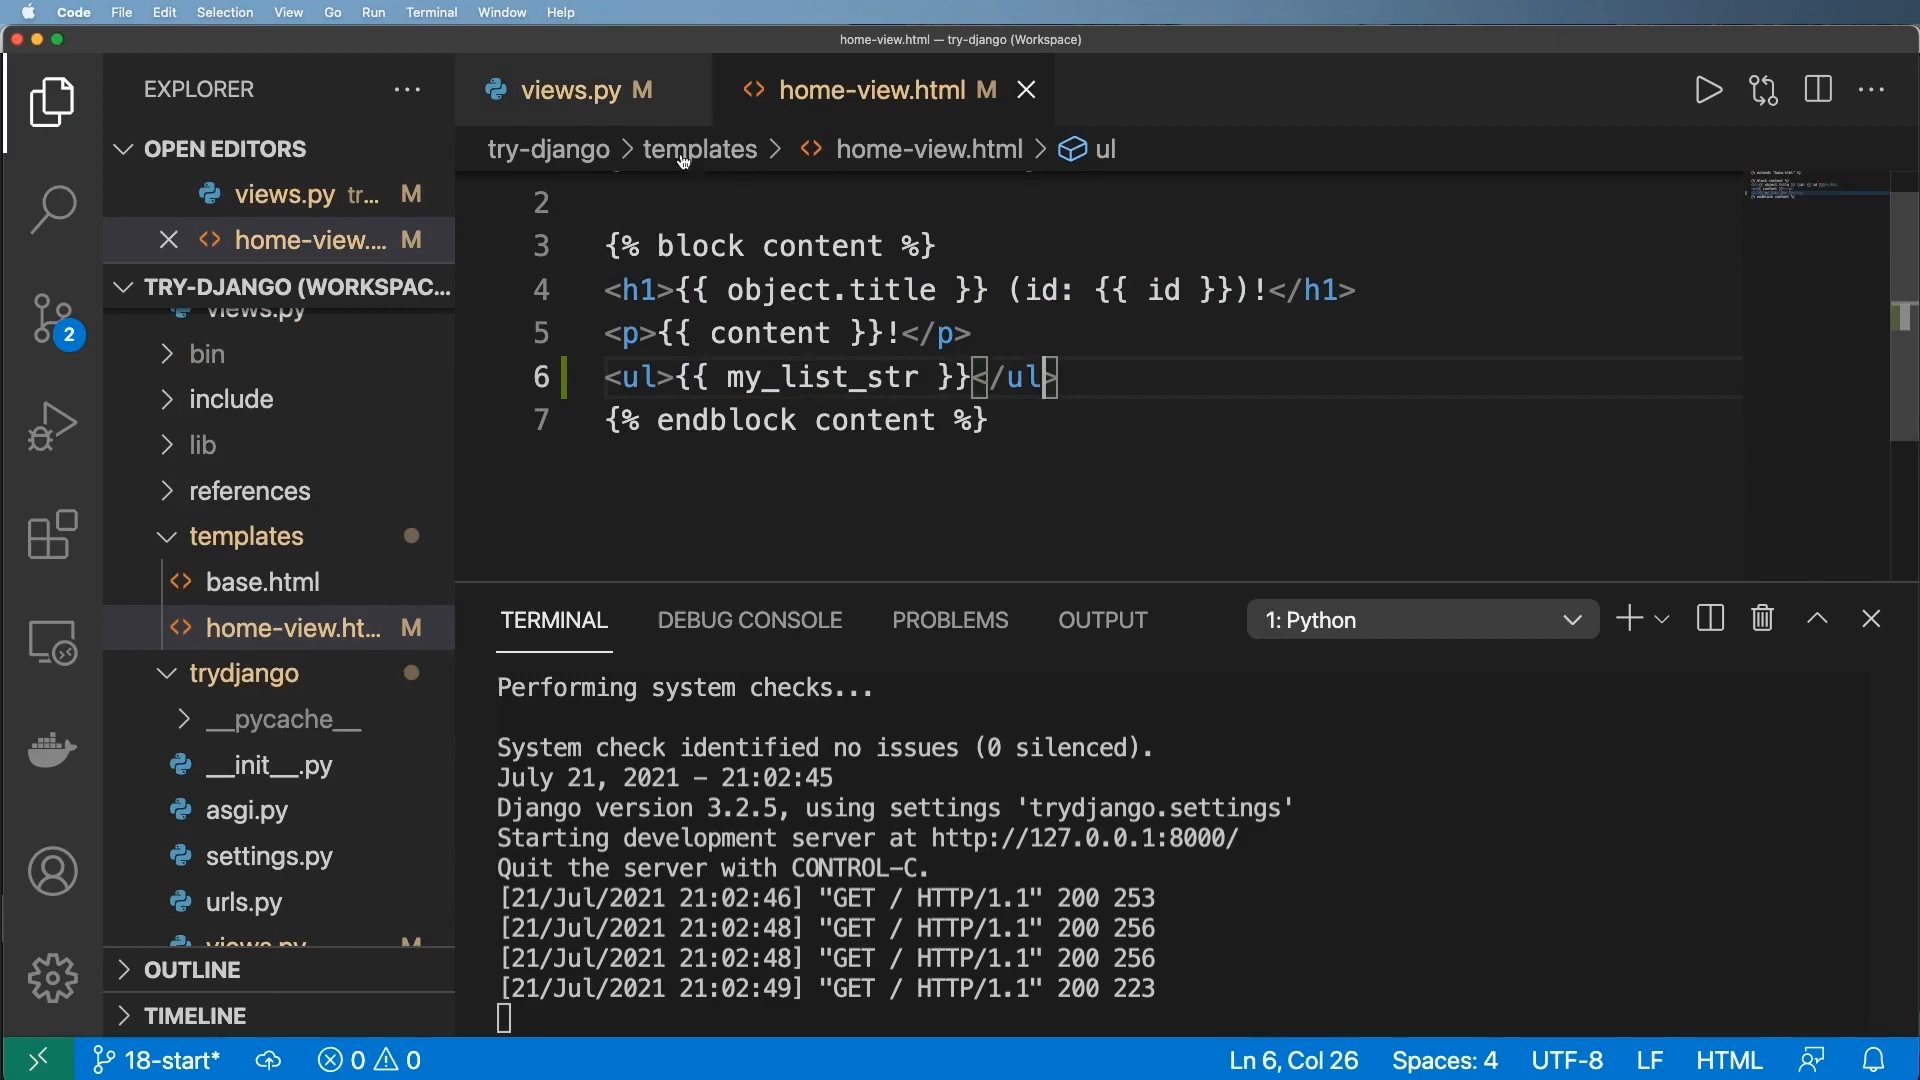 Code File Edit Selection View Go Run Terminal Window Help
home-view.html — try-django (Workspace)
EXPLORER
OPEN EDITORS
views.py tr... M
home-view.... M
TRY-DJANGO (WORKSPAC...
views.py
bin
include
lib
references
templates
base.html
home-view.ht... M
trydjango
__pycache__
__init__.py
asgi.py
settings.py
urls.py
views.py M
OUTLINE
TIMELINE
views.py M
home-view.html M
try-django > templates > home-view.html > ul
2
3 {% block content %}
4 <h1>{{ object.title }} (id: {{ id }})!</h1>
5 <p>{{ content }}!</p>
6 <ul>{{ my_list_str }}</ul>
7 {% endblock content %}
TERMINAL DEBUG CONSOLE PROBLEMS OUTPUT 1: Python
Performing system checks...
System check identified no issues (0 silenced).
July 21, 2021 - 21:02:45
Django version 3.2.5, using settings 'trydjango.settings'
Starting development server at http://127.0.0.1:8000/
Quit the server with CONTROL-C.
[21/Jul/2021 21:02:46] "GET / HTTP/1.1" 200 253
[21/Jul/2021 21:02:48] "GET / HTTP/1.1" 200 256
[21/Jul/2021 21:02:48] "GET / HTTP/1.1" 200 256
[21/Jul/2021 21:02:49] "GET / HTTP/1.1" 200 223
2
18-start* 0 0 Ln 6, Col 26 Spaces: 4 UTF-8 LF HTML